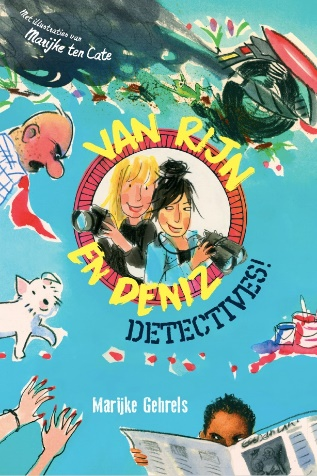 Met illustraties van
Marijke ten Cate
VAN RIJN
EN DENIZ
DETECTIVES!
Marijke Gehrels